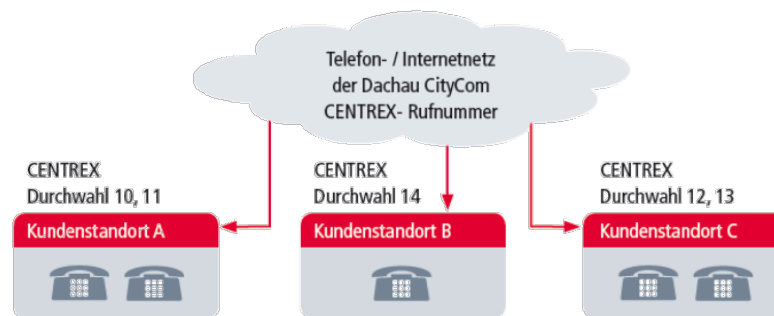 Telefon- / Internetnetz
der Dachau CityCom
CENTREX- Rufnummer
CENTREX
Durchwahl 10, 11
Kundenstandort A
CENTREX
Durchwahl 14
Kundenstandort B
CENTREX
Durchwahl 12, 13
Kundenstandort C